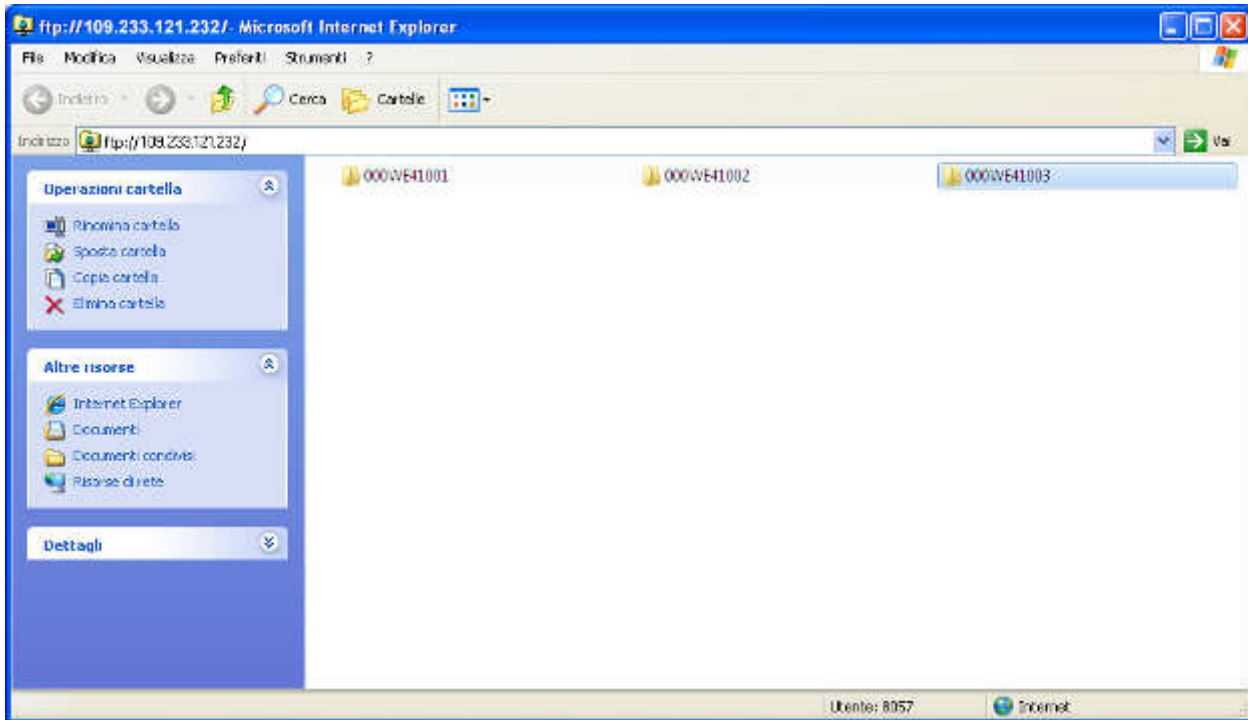 ftp://109.233.121.232/- Microsoft Internet Explorer
File Modifica Visualizza Preferiti Strumenti ?
Indietro Cerca Cartelle
Indirizzo ftp://109.233.121.232/ Vai
Operazioni cartella
000WE41001 000WE41002 000WE41003
Rinomina cartella
Sposta cartella
Copia cartella
Elimina cartella
Altre risorse
Internet Explorer
Documenti
Documenti condivisi
Risorse di rete
Dettagli
Utente: 8057 Internet